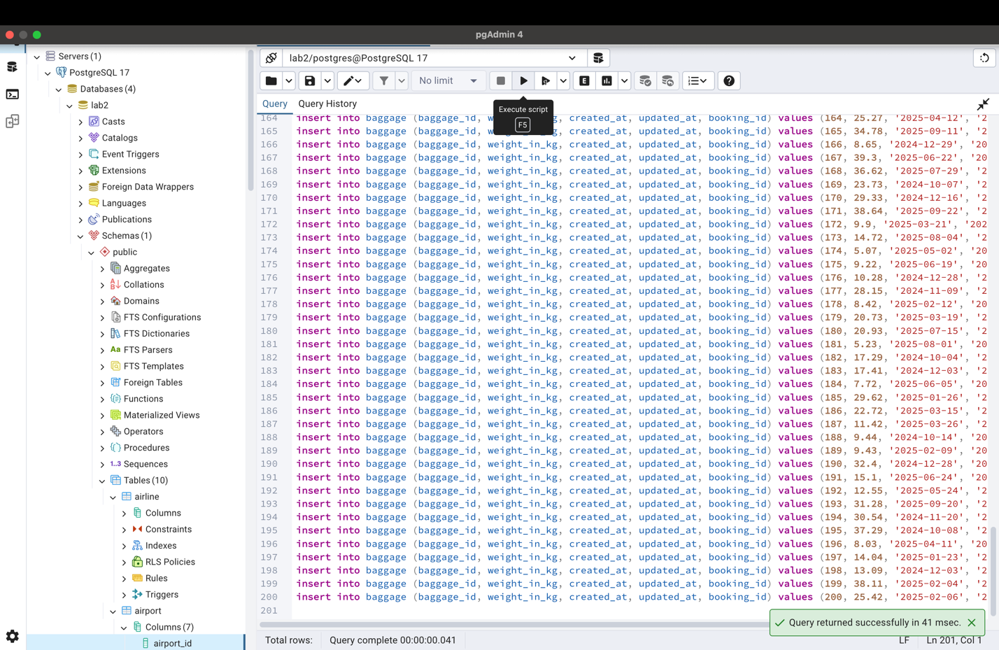 pgAdmin 4
Servers (1)
PostgreSQL 17
Databases (4)
lab2
Casts
Catalogs
Event Triggers
Extensions
Foreign Data Wrappers
Languages
Publications
Schemas (1)
public
Aggregates
Collations
Domains
FTS Configurations
FTS Dictionaries
Aa FTS Parsers
FTS Templates
Foreign Tables
Functions
Materialized Views
Operators
Procedures
1..3 Sequences
Tables (10)
airline
Columns
Constraints
Indexes
RLS Policies
Rules
Triggers
airport
Columns (7)
airport_id
lab2/postgres@PostgreSQL 17
No limit
E
Query Query History
Execute script
F5
164 insert into baggage (baggage_id, w g, created_at, updated_at, booking_id) values (164, 25.27, '2025-04-12', '2
165 insert into baggage (baggage_id, w g, created_at, updated_at, booking_id) values (165, 34.78, '2025-09-11', '2
166 insert into baggage (baggage_id, weight_in_kg, created_at, updated_at, booking_id) values (166, 8.65, '2024-12-29', '20
167 insert into baggage (baggage_id, weight_in_kg, created_at, updated_at, booking_id) values (167, 39.3, '2025-06-22', '20
168 insert into baggage (baggage_id, weight_in_kg, created_at, updated_at, booking_id) values (168, 36.62, '2025-07-29', '2
169 insert into baggage (baggage_id, weight_in_kg, created_at, updated_at, booking_id) values (169, 23.73, '2024-10-07', '2
170 insert into baggage (baggage_id, weight_in_kg, created_at, updated_at, booking_id) values (170, 29.33, '2024-12-16', '2
171 insert into baggage (baggage_id, weight_in_kg, created_at, updated_at, booking_id) values (171, 38.64, '2025-09-22', '2
172 insert into baggage (baggage_id, weight_in_kg, created_at, updated_at, booking_id) values (172, 9.9, '2025-03-21', '202
173 insert into baggage (baggage_id, weight_in_kg, created_at, updated_at, booking_id) values (173, 14.72, '2025-08-04', '2
174 insert into baggage (baggage_id, weight_in_kg, created_at, updated_at, booking_id) values (174, 5.07, '2025-05-02', '20
175 insert into baggage (baggage_id, weight_in_kg, created_at, updated_at, booking_id) values (175, 9.22, '2025-06-19', '20
176 insert into baggage (baggage_id, weight_in_kg, created_at, updated_at, booking_id) values (176, 10.28, '2024-12-28', '2
177 insert into baggage (baggage_id, weight_in_kg, created_at, updated_at, booking_id) values (177, 28.15, '2024-11-09', '2
178 insert into baggage (baggage_id, weight_in_kg, created_at, updated_at, booking_id) values (178, 8.42, '2025-02-12', '20
179 insert into baggage (baggage_id, weight_in_kg, created_at, updated_at, booking_id) values (179, 20.73, '2025-03-19', '2
180 insert into baggage (baggage_id, weight_in_kg, created_at, updated_at, booking_id) values (180, 20.93, '2025-07-15', '2
181 insert into baggage (baggage_id, weight_in_kg, created_at, updated_at, booking_id) values (181, 5.23, '2025-08-01', '20
182 insert into baggage (baggage_id, weight_in_kg, created_at, updated_at, booking_id) values (182, 17.29, '2024-10-04', '2
183 insert into baggage (baggage_id, weight_in_kg, created_at, updated_at, booking_id) values (183, 17.41, '2024-12-03', '2
184 insert into baggage (baggage_id, weight_in_kg, created_at, updated_at, booking_id) values (184, 7.72, '2025-06-05', '20
185 insert into baggage (baggage_id, weight_in_kg, created_at, updated_at, booking_id) values (185, 29.62, '2025-01-26', '2
186 insert into baggage (baggage_id, weight_in_kg, created_at, updated_at, booking_id) values (186, 22.72, '2025-03-15', '2
187 insert into baggage (baggage_id, weight_in_kg, created_at, updated_at, booking_id) values (187, 11.42, '2025-03-26', '2
188 insert into baggage (baggage_id, weight_in_kg, created_at, updated_at, booking_id) values (188, 9.44, '2024-10-14', '20
189 insert into baggage (baggage_id, weight_in_kg, created_at, updated_at, booking_id) values (189, 9.43, '2025-02-09', '20
190 insert into baggage (baggage_id, weight_in_kg, created_at, updated_at, booking_id) values (190, 32.4, '2024-12-28', '20
191 insert into baggage (baggage_id, weight_in_kg, created_at, updated_at, booking_id) values (191, 15.1, '2025-06-24', '20
192 insert into baggage (baggage_id, weight_in_kg, created_at, updated_at, booking_id) values (192, 12.55, '2025-05-24', '2
193 insert into baggage (baggage_id, weight_in_kg, created_at, updated_at, booking_id) values (193, 31.28, '2025-09-20', '2
194 insert into baggage (baggage_id, weight_in_kg, created_at, updated_at, booking_id) values (194, 30.54, '2024-11-20', '2
195 insert into baggage (baggage_id, weight_in_kg, created_at, updated_at, booking_id) values (195, 37.29, '2024-10-08', '2
196 insert into baggage (baggage_id, weight_in_kg, created_at, updated_at, booking_id) values (196, 8.03, '2025-04-11', '20
197 insert into baggage (baggage_id, weight_in_kg, created_at, updated_at, booking_id) values (197, 14.04, '2025-01-23', '2
198 insert into baggage (baggage_id, weight_in_kg, created_at, updated_at, booking_id) values (198, 13.09, '2024-12-03', '2
199 insert into baggage (baggage_id, weight_in_kg, created_at, updated_at, booking_id) values (199, 38.11, '2025-02-04', '2
200 insert into baggage (baggage_id, weight_in_kg, created_at, updated_at, booking_id) values (200, 25.42, '2025-02-06', '2
201
Query returned successfully in 41 msec.
Total rows: Query complete 00:00:00.041 LF Ln 201, Col 1